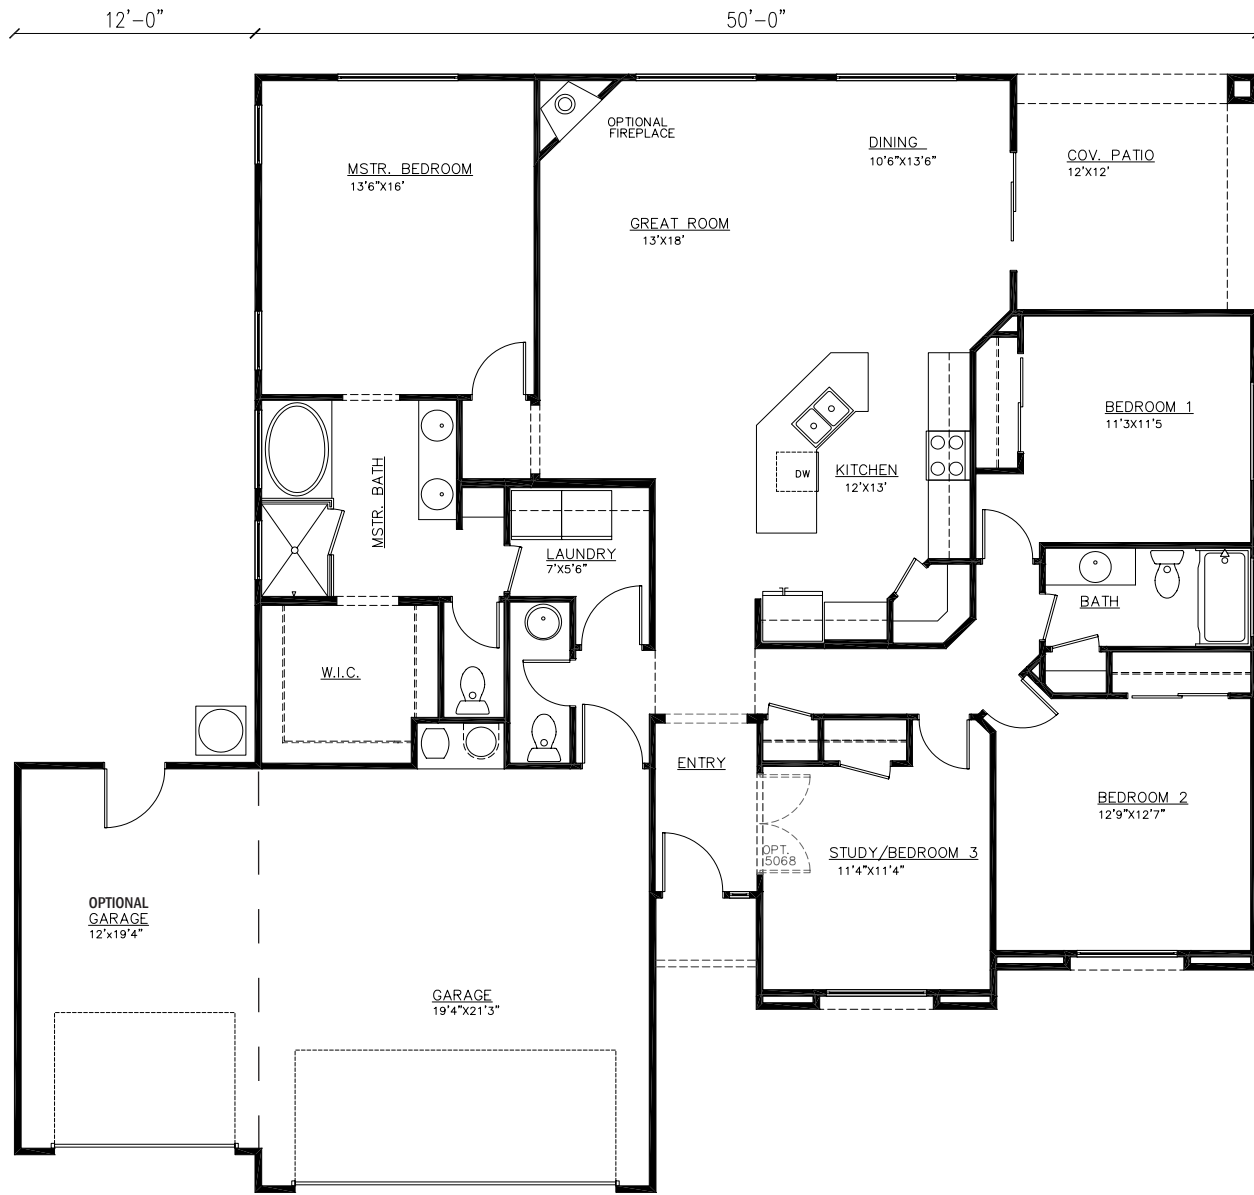 12'-0"
50'-0"
OPTIONAL
FIREPLACE
DINING
10'6"X13'6"
COV. PATIO
12'X12'
MSTR. BEDROOM
13'6"X16'
GREAT ROOM
13'X18'
BEDROOM 1
11'3X11'5
MSTR. BATH
DW
KITCHEN
12'X13'
LAUNDRY
7'X5'6"
BATH
W.I.C.
ENTRY
BEDROOM 2
12'9"X12'7"
OPT.
5068
STUDY/BEDROOM 3
11'4"X11'4"
OPTIONAL
GARAGE
12'x19'4"
GARAGE
19'4"X21'3"